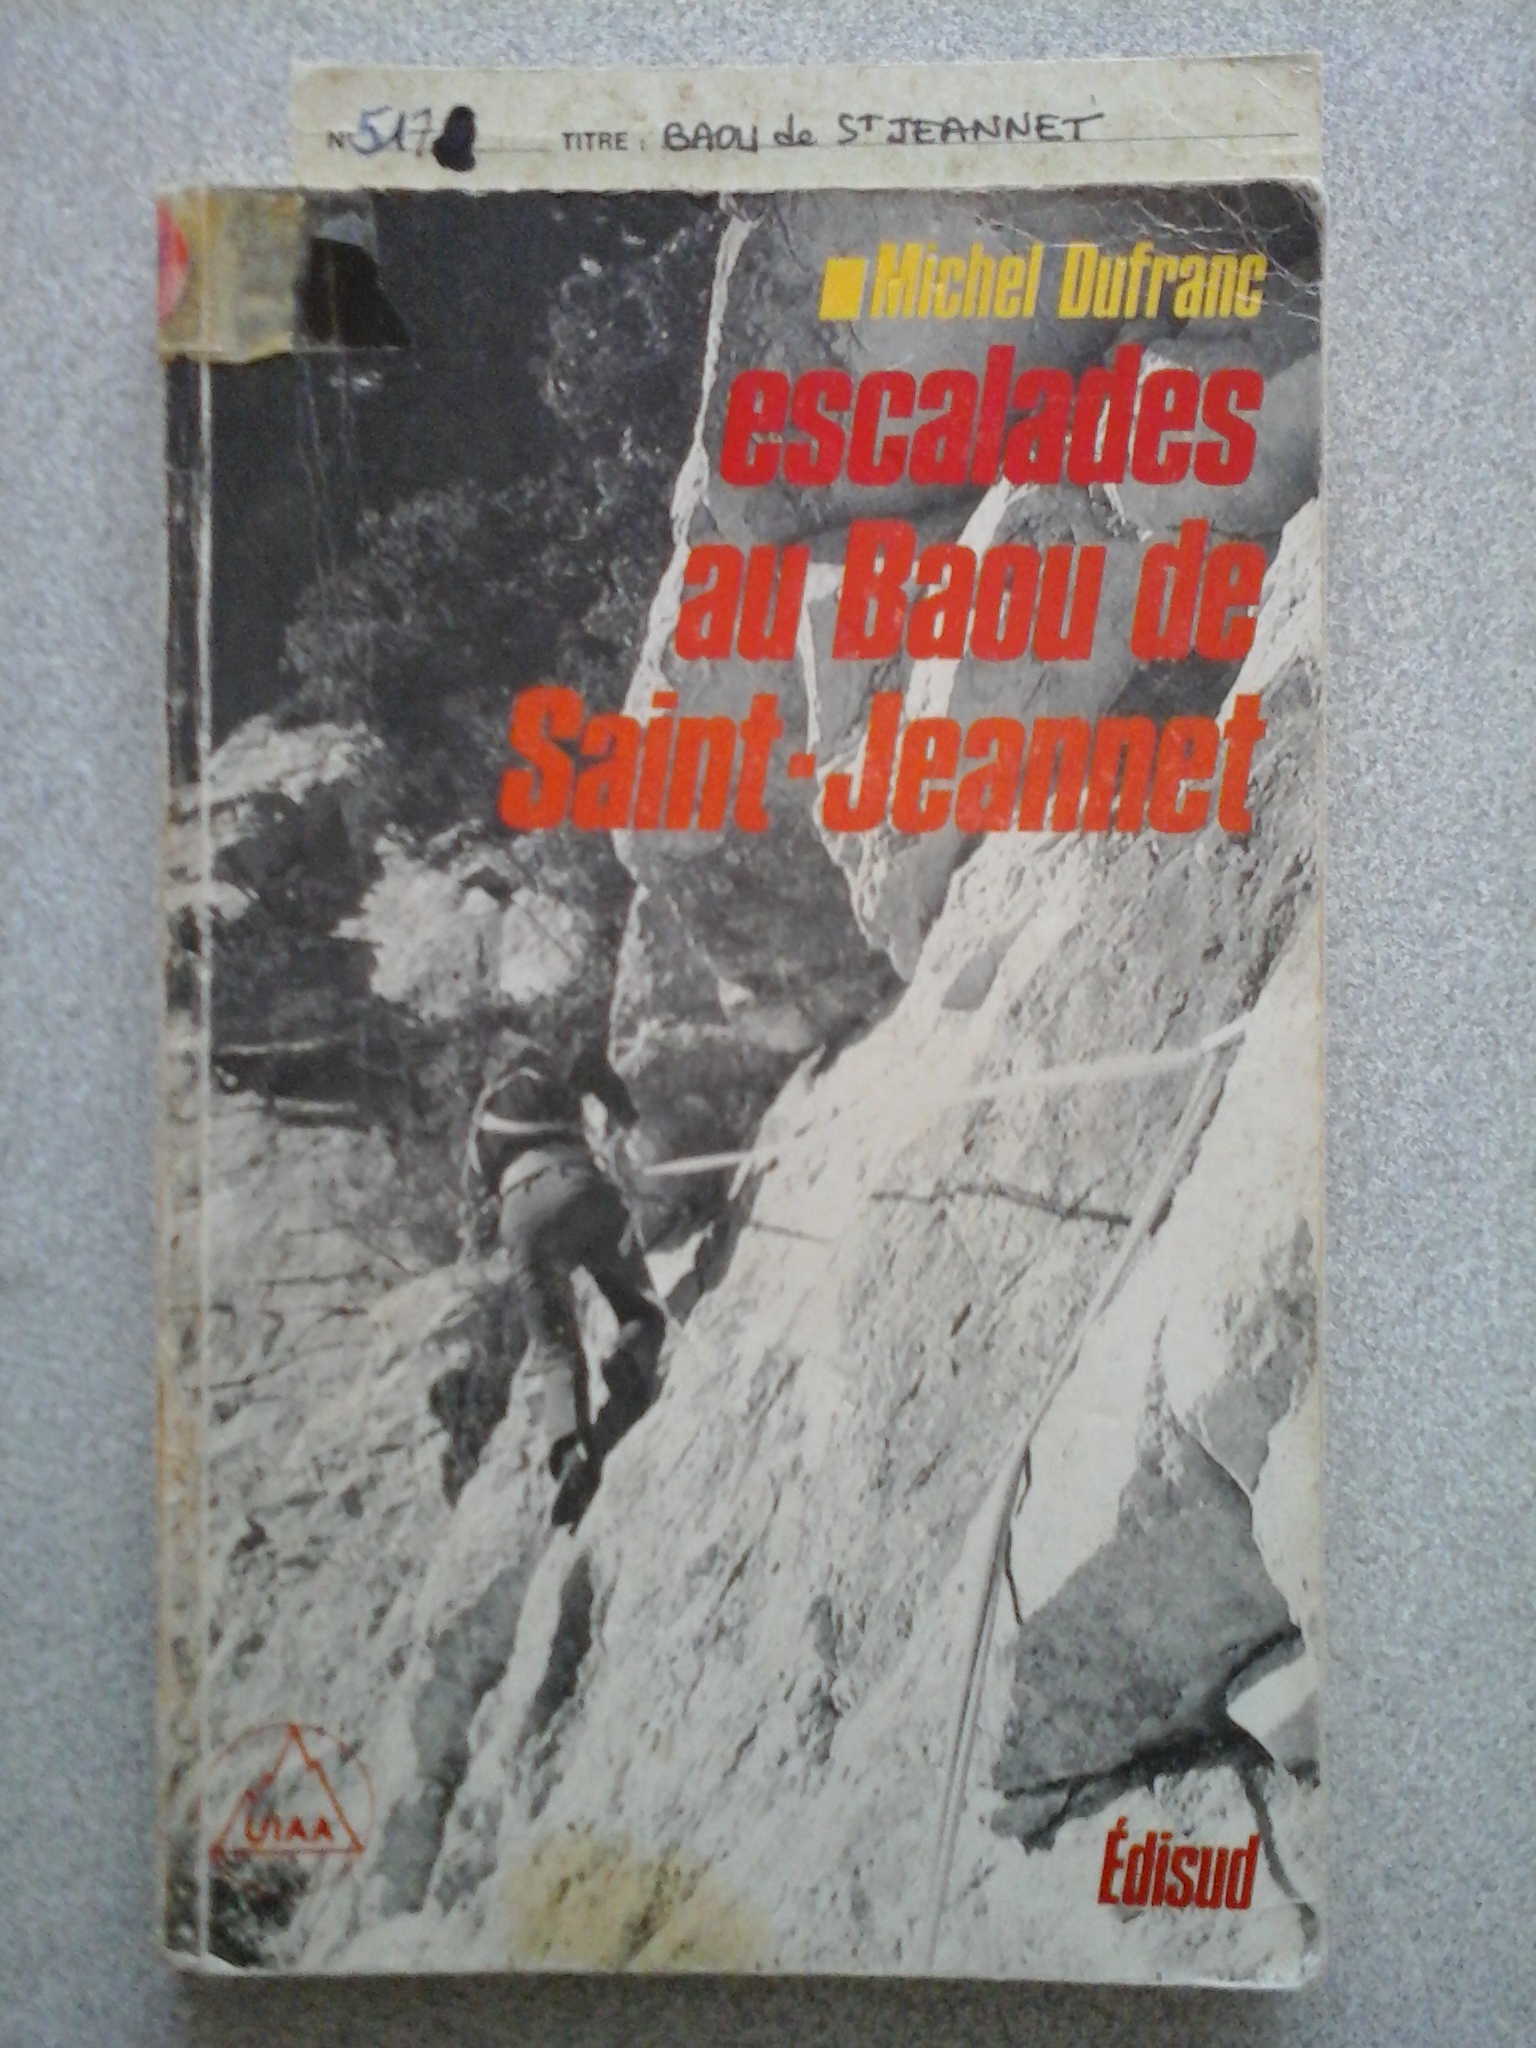 N° 517 TITRE : BAOU de ST JEANNET
Michel Dufranc
escalades
au Baou de
Saint-Jeannet
UIAA
Édisud